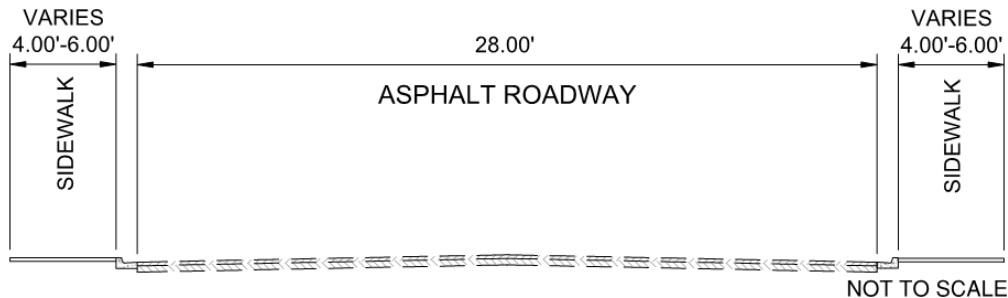 VARIES
4.00'-6.00'
SIDEWALK
28.00'
ASPHALT ROADWAY
VARIES
4.00'-6.00'
SIDEWALK
NOT TO SCALE